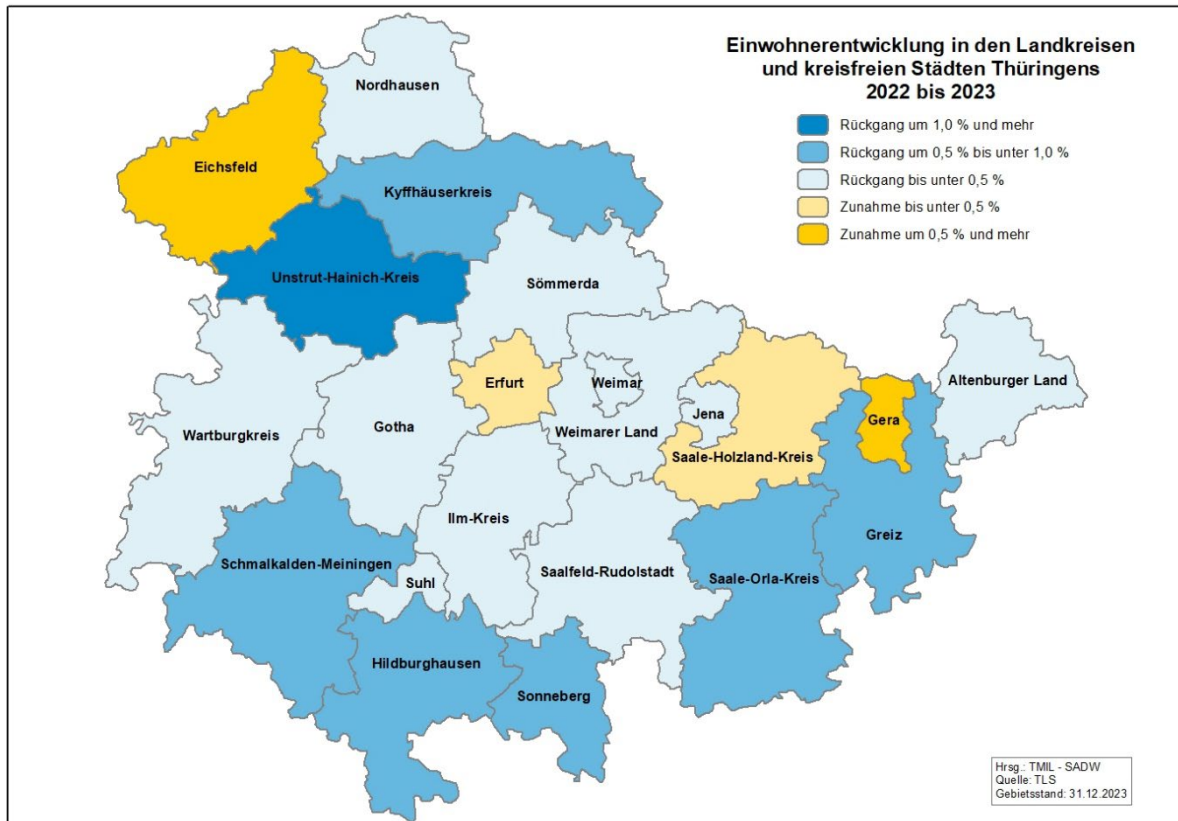 Einwohnerentwicklung in den Landkreisen
und kreisfreien Städten Thüringens
2022 bis 2023
Rückgang um 1,0 % und mehr
Rückgang um 0,5 % bis unter 1,0 %
Rückgang bis unter 0,5 %
Zunahme bis unter 0,5 %
Zunahme um 0,5 % und mehr
Nordhausen
Eichsfeld
Kyffhäuserkreis
Unstrut-Hainich-Kreis
Sömmerda
Erfurt
Weimar
Altenburger Land
Jena
Gera
Wartburgkreis
Gotha
Weimarer Land
Saale-Holzland-Kreis
Ilm-Kreis
Greiz
Schmalkalden-Meiningen
Suhl
Saalfeld-Rudolstadt
Saale-Orla-Kreis
Hildburghausen
Sonneberg
Hrsg.: TMIL - SADW
Quelle: TLS
Gebietsstand: 31.12.2023